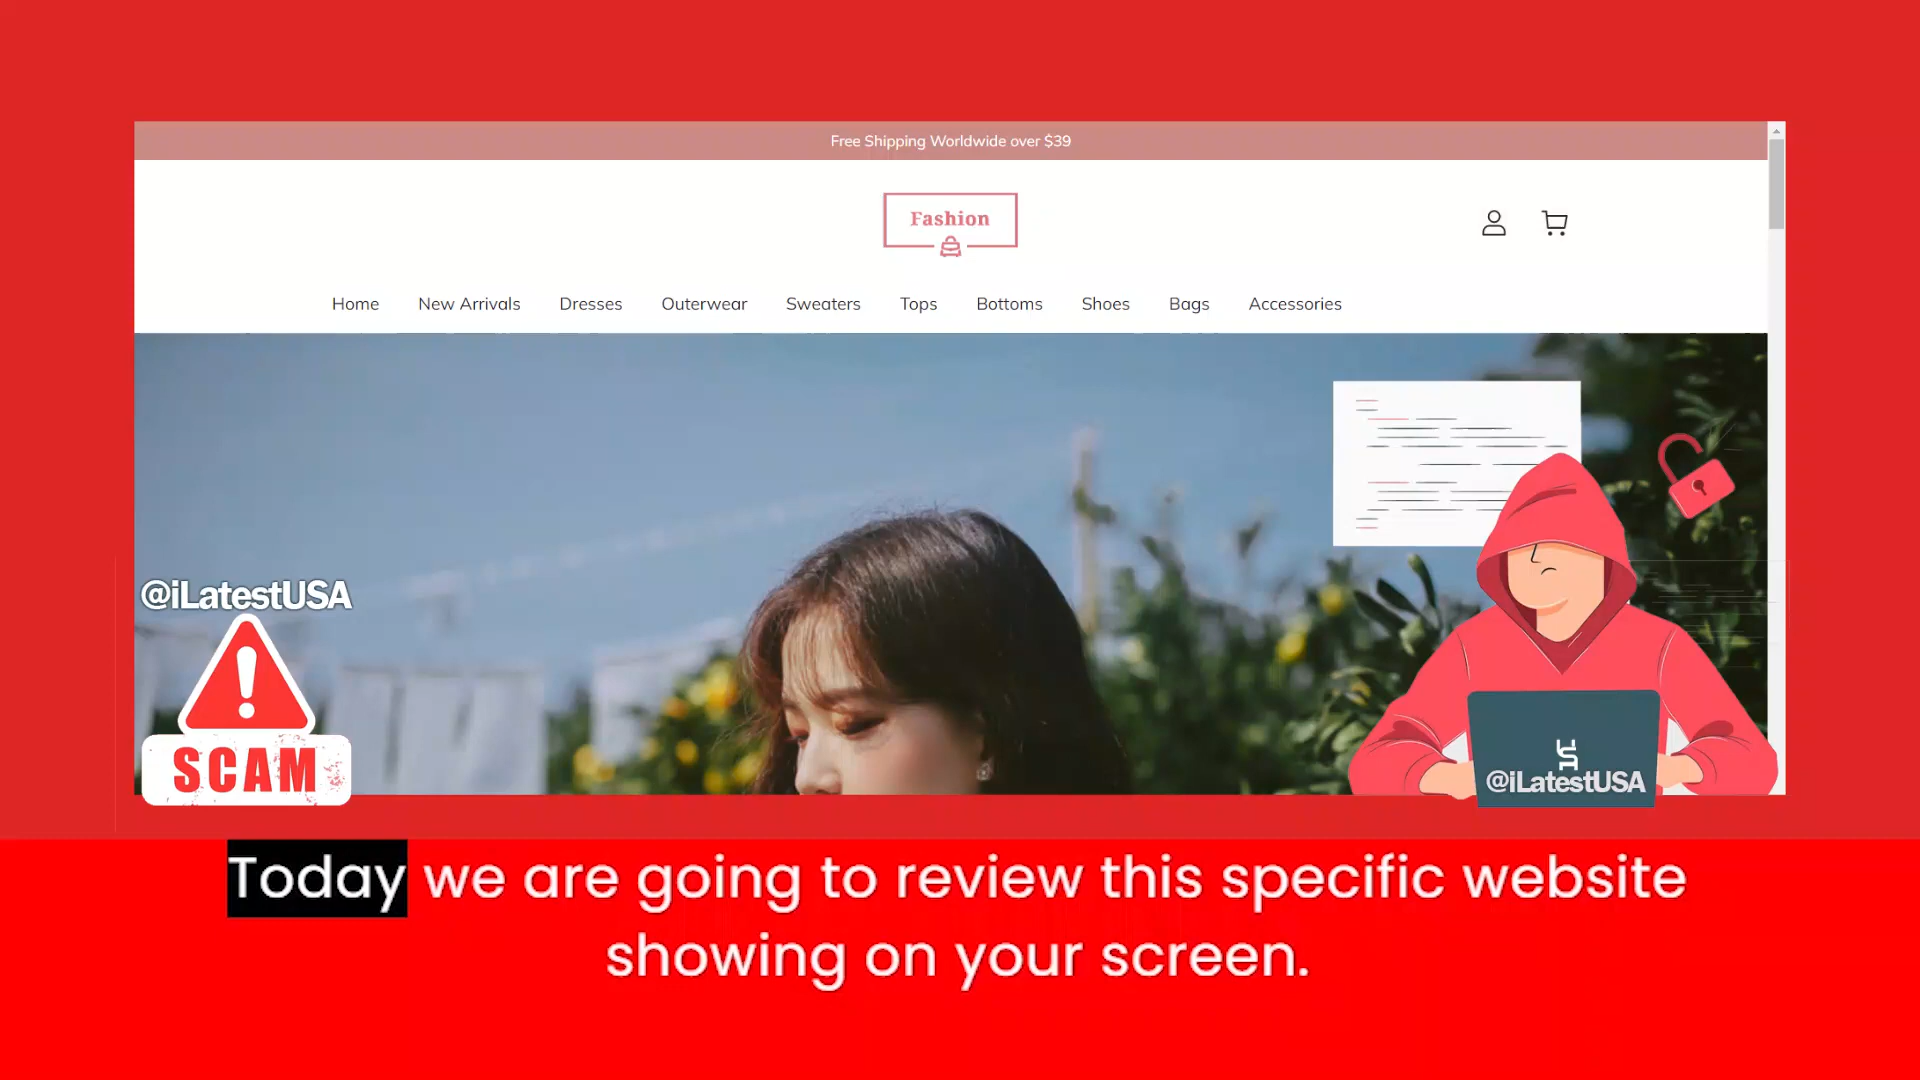 Free Shipping Worldwide over $39
Fashion
Home New Arrivals Dresses Outerwear Sweaters Tops Bottoms Shoes Bags Accessories
@iLatestUSA
SCAM
@iLatestUSA
Today we are going to review this specific website
showing on your screen.